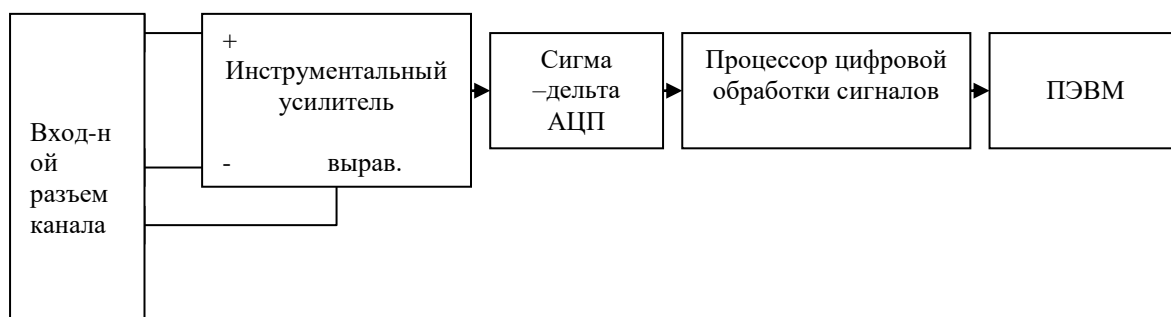 Вход-н
ой
разъем
канала
+
Инструментальный
усилитель
- вырав.
Сигма
–дельта
АЦП
Процессор цифровой
обработки сигналов
ПЭВМ